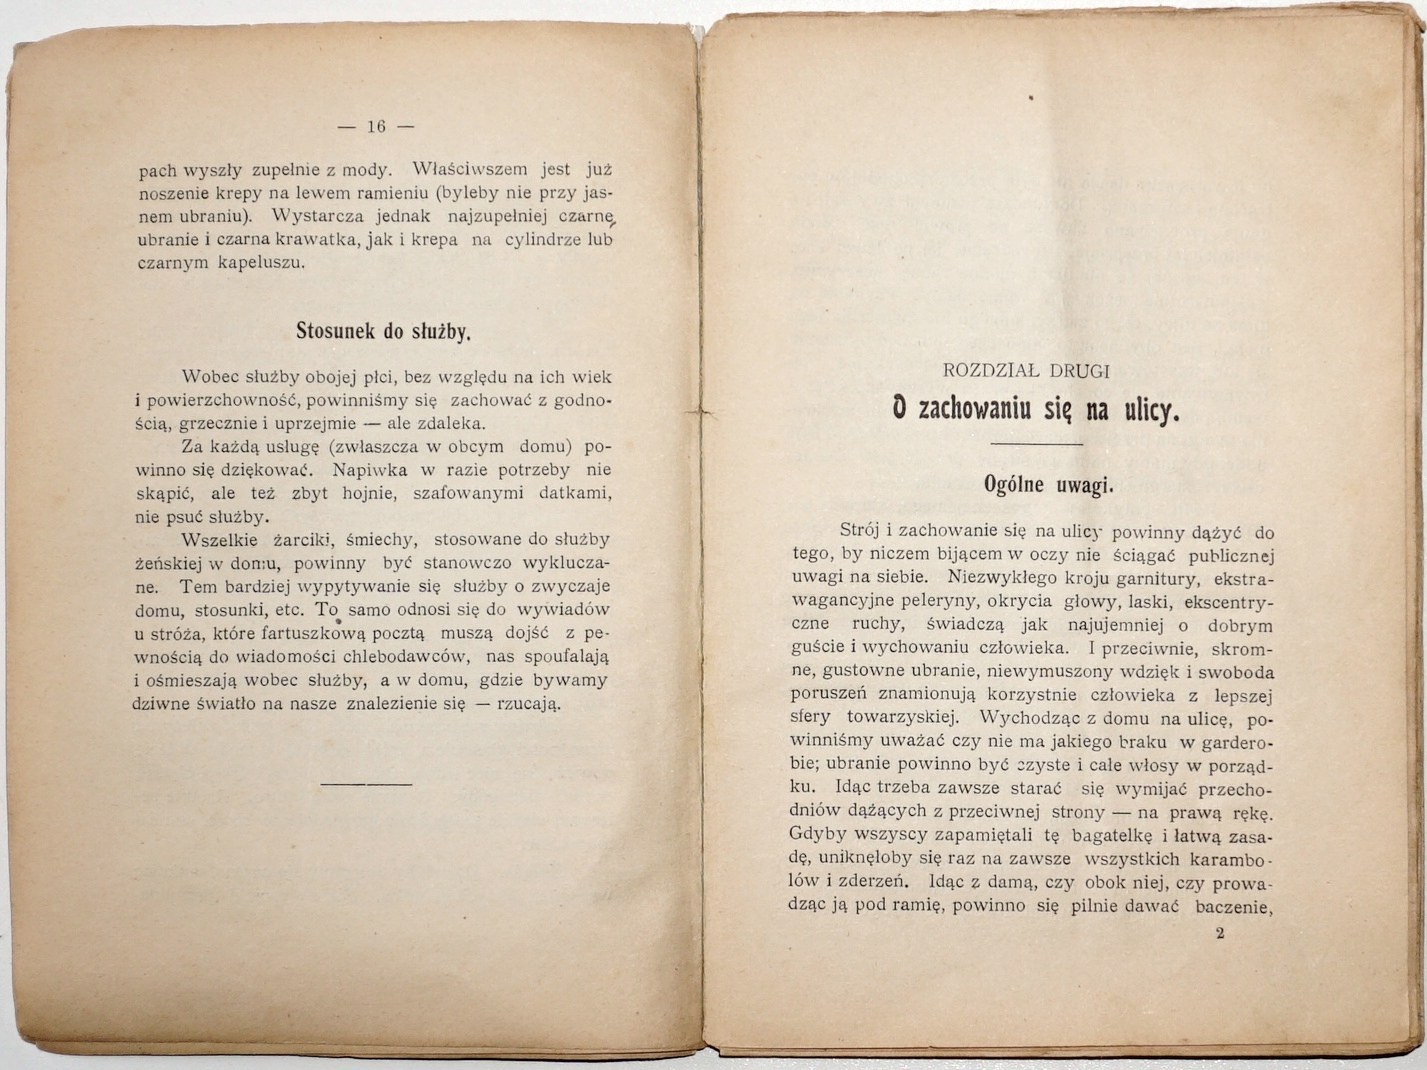 — 16 —
pach wyszły zupełnie z mody. Właściwszem jest już
noszenie krepy na lewem ramieniu (byleby nie przy jas-
nem ubraniu). Wystarcza jednak najzupełniej czarne
ubranie i czarna krawatka, jak i krepa na cylindrze lub
czarnym kapeluszu.
Stosunek do służby.
Wobec służby obojej płci, bez względu na ich wiek
i powierzchowność, powinniśmy się zachować z godno-
ścią, grzecznie i uprzejmie — ale zdaleka.
Za każdą usługę (zwłaszcza w obcym domu) po-
winno się dziękować. Napiwka w razie potrzeby nie
skąpić, ale też zbyt hojnie, szafowanymi datkami,
nie psuć służby.
Wszelkie żarciki, śmiechy, stosowane do służby
żeńskiej w domu, powinny być stanowczo wyklucza-
ne. Tem bardziej wypytywanie się służby o zwyczaje
domu, stosunki, etc. To samo odnosi się do wywiadów
u stróża, które fartuszkową pocztą muszą dojść z pe-
wnością do wiadomości chlebodawców, nas spoufalają
i ośmieszają wobec służby, a w domu, gdzie bywamy
dziwne światło na nasze znalezienie się — rzucają.
ROZDZIAŁ DRUGI
O zachowaniu się na ulicy.
Ogólne uwagi.
Strój i zachowanie się na ulicy powinny dążyć do
tego, by niczem bijącem w oczy nie ściągać publicznej
uwagi na siebie. Niezwykłego kroju garnitury, ekstra-
wagancyjne peleryny, okrycia głowy, laski, ekscentry-
czne ruchy, świadczą jak najujemniej o dobrym
guście i wychowaniu człowieka. I przeciwnie, skrom-
ne, gustowne ubranie, niewymuszony wdzięk i swoboda
poruszeń znamionują korzystnie człowieka z lepszej
sfery towarzyskiej. Wychodząc z domu na ulicę, po-
winniśmy uważać czy nie ma jakiego braku w gardero-
bie; ubranie powinno być czyste i całe włosy w porząd-
ku. Idąc trzeba zawsze starać się wymijać przecho-
dniów dążących z przeciwnej strony — na prawą rękę.
Gdyby wszyscy zapamiętali tę bagatelkę i łatwą zasa-
dę, uniknęłoby się raz na zawsze wszystkich karambo-
lów i zderzeń. Idąc z damą, czy obok niej, czy prowa-
dząc ją pod ramię, powinno się pilnie dawać baczenie,
2